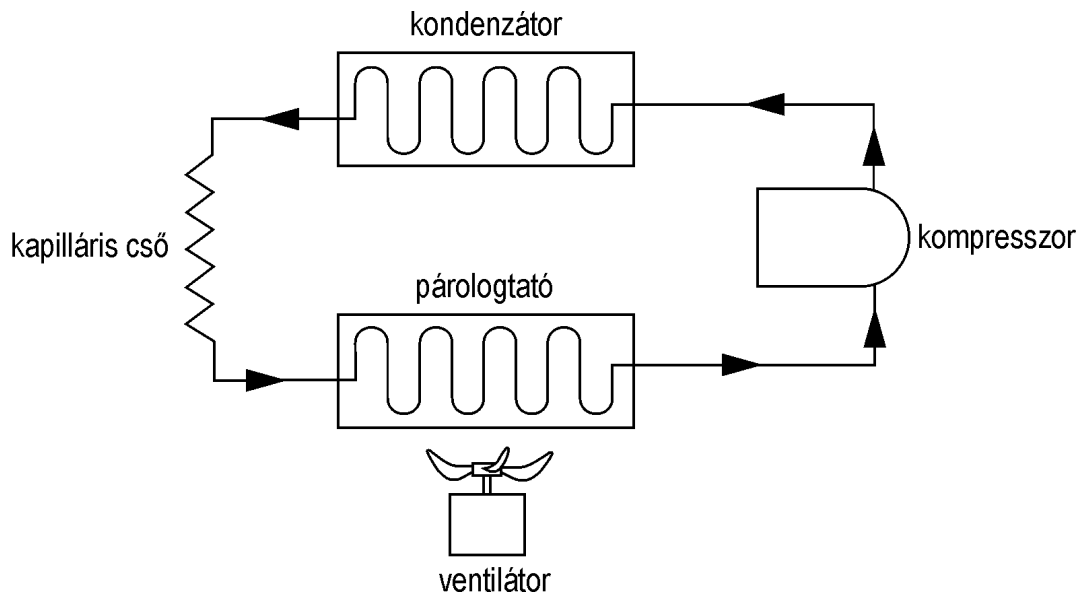 kondenzátor
kapilláris cső
kompresszor
párologtató
ventilátor